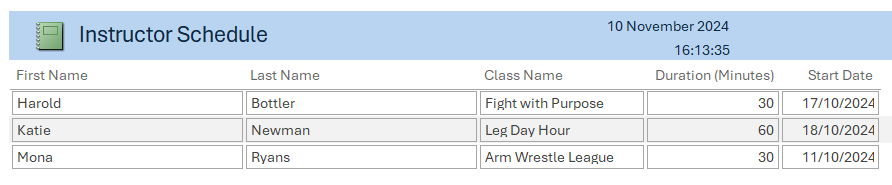 Instructor Schedule
10 November 2024
16:13:35
First Name Last Name Class Name Duration (Minutes) Start Date
Harold Bottler Fight with Purpose 30 17/10/2024
Katie Newman Leg Day Hour 60 18/10/2024
Mona Ryans Arm Wrestle League 30 11/10/2024